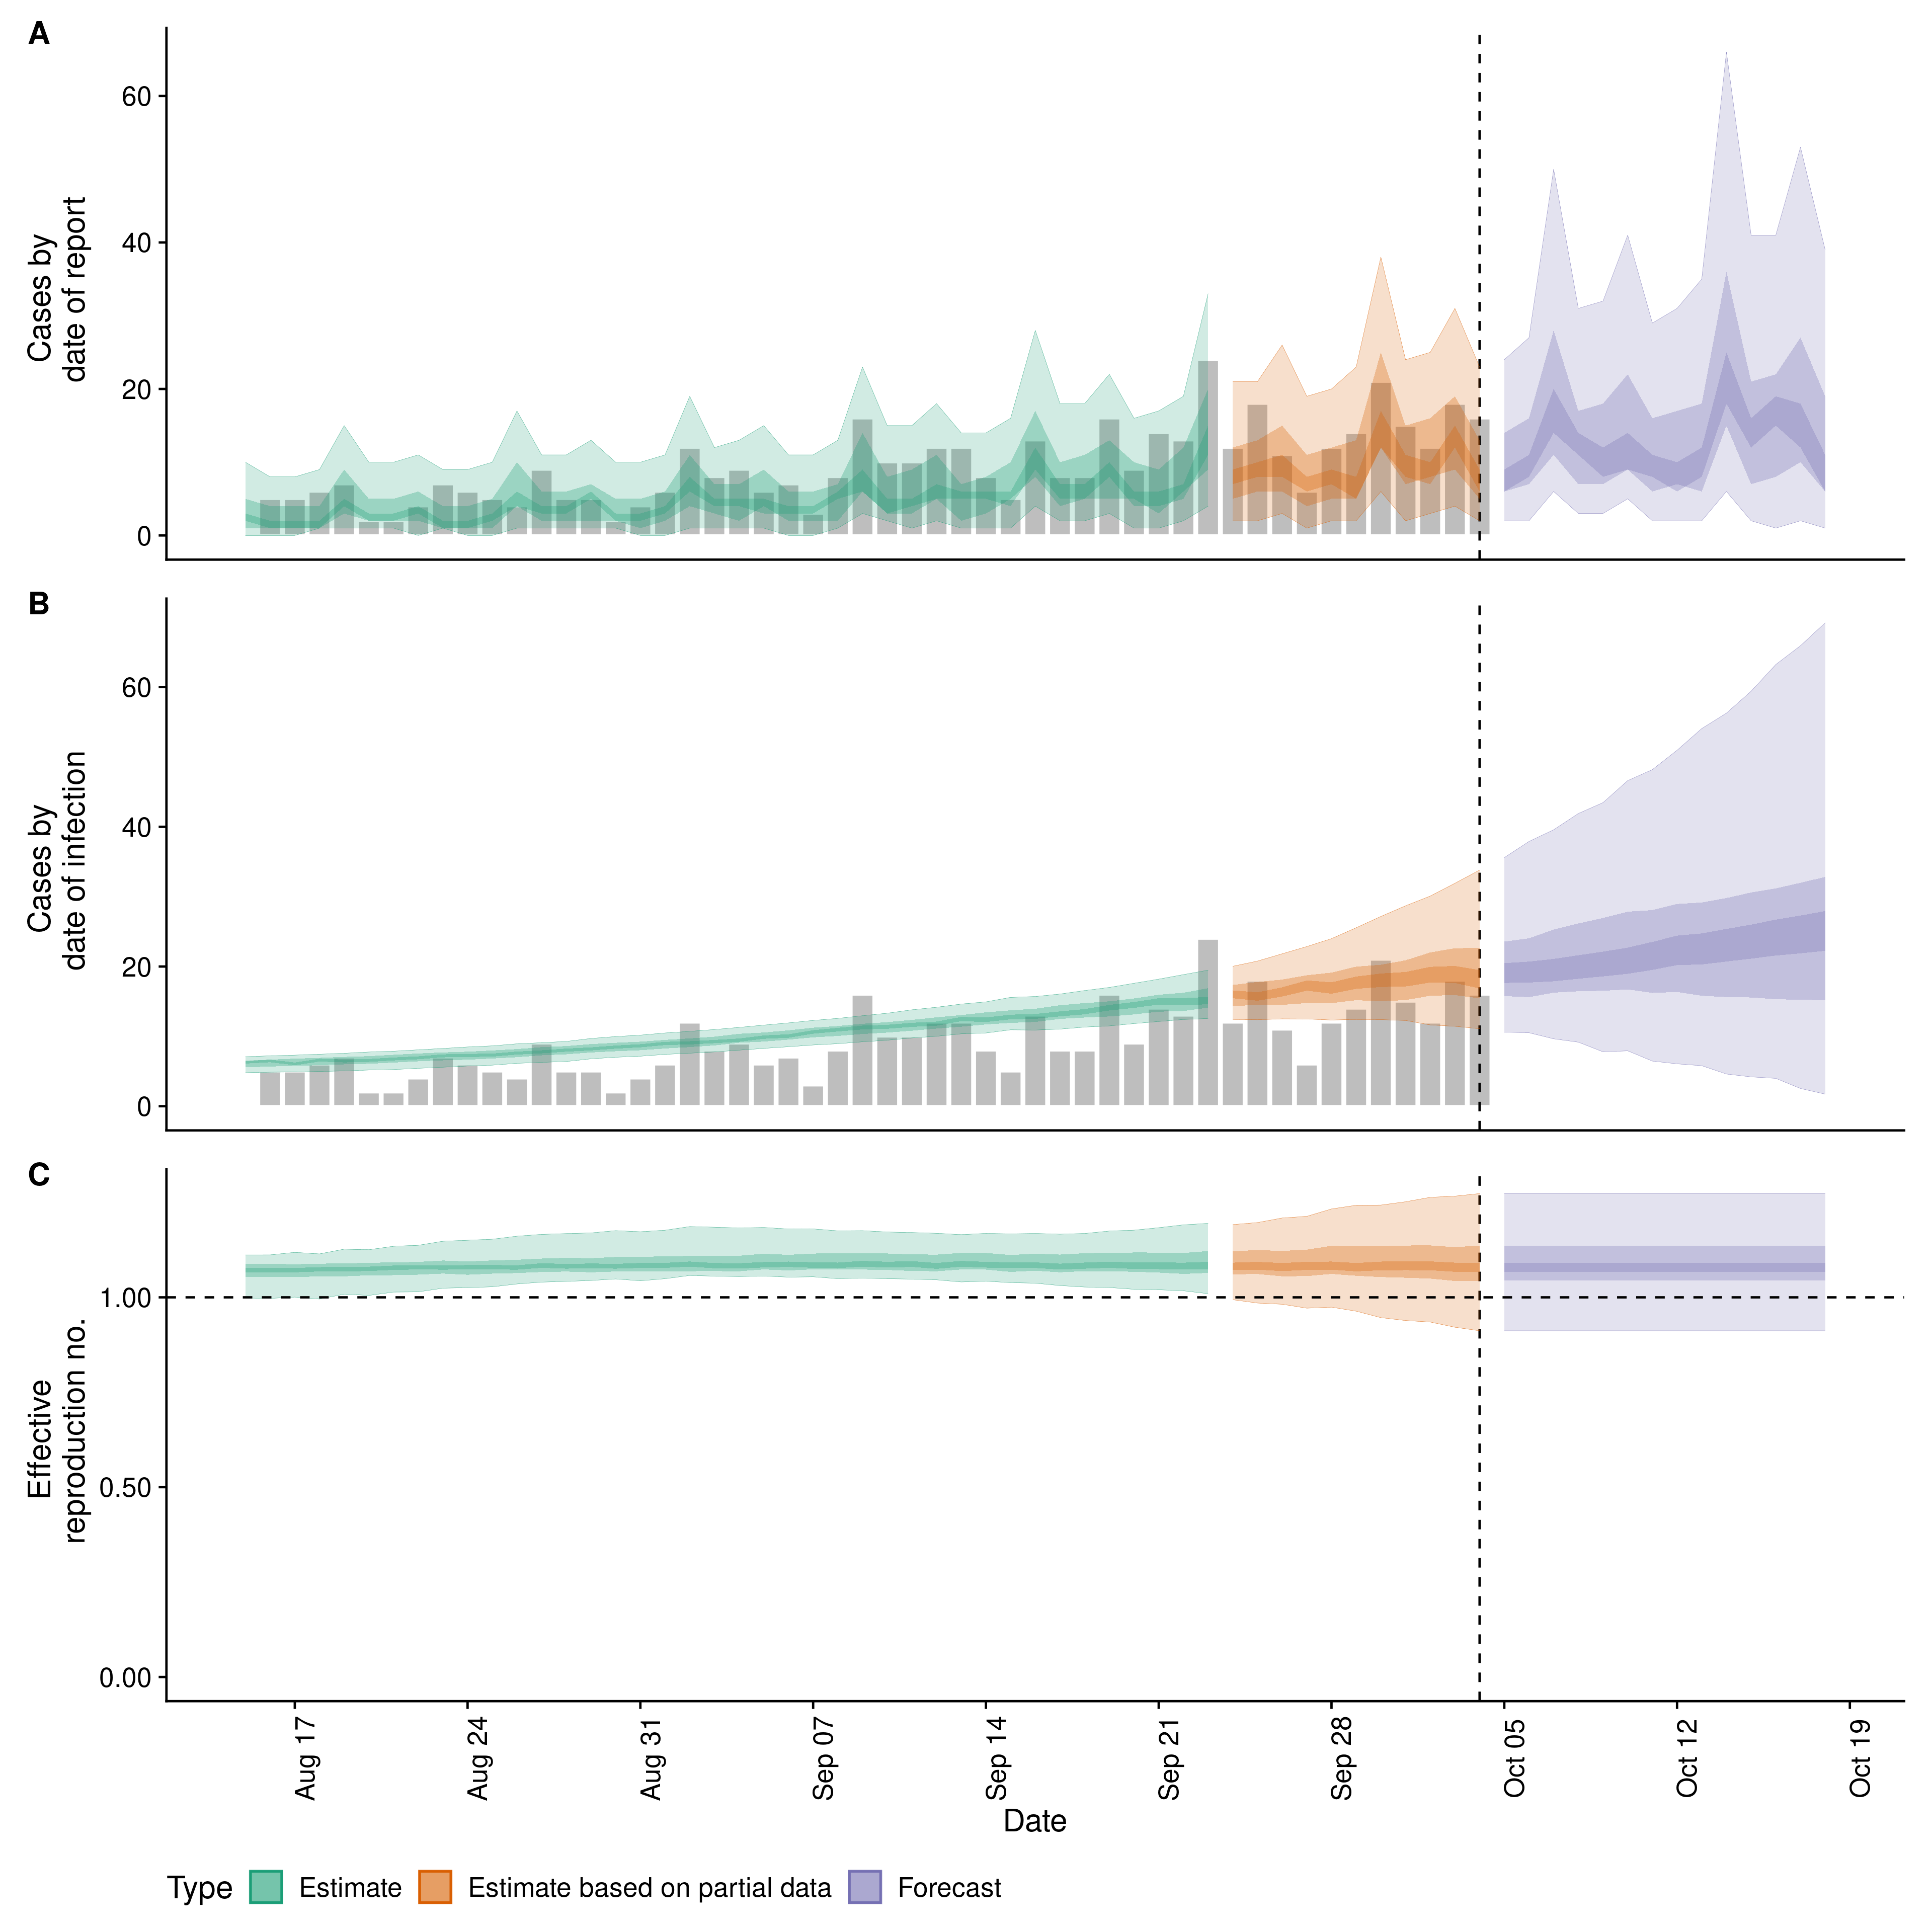 A
Cases by
date of report
60
40
20
0
B
Cases by
date of infection
60
40
20
0
C
Effective
reproduction no.
1.00
0.50
0.00
Aug 17
Aug 24
Aug 31
Sep 07
Sep 14
Sep 21
Sep 28
Oct 05
Oct 12
Oct 19
Date
Type Estimate Estimate based on partial data Forecast